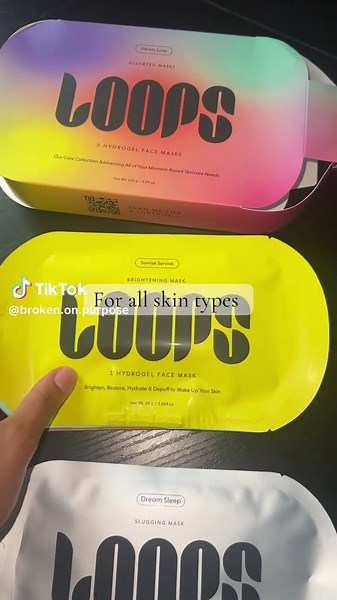 Variety Loop
ASSORTED MASKS
LOOPS
5 HYDROGEL FACE MASKS
Our Core Collection Addressing All of Your Moment-Based Skincare Needs
TikTok
@broken.on.purpose
Sunrise Service
BRIGHTENING MASK
For all skin types
LOOPS
1 HYDROGEL FACE MASK
Brighten, Restore, Hydrate & Depuff to Wake Up Your Skin
Dream Sleep
SLUGGING MASK
LOOPS